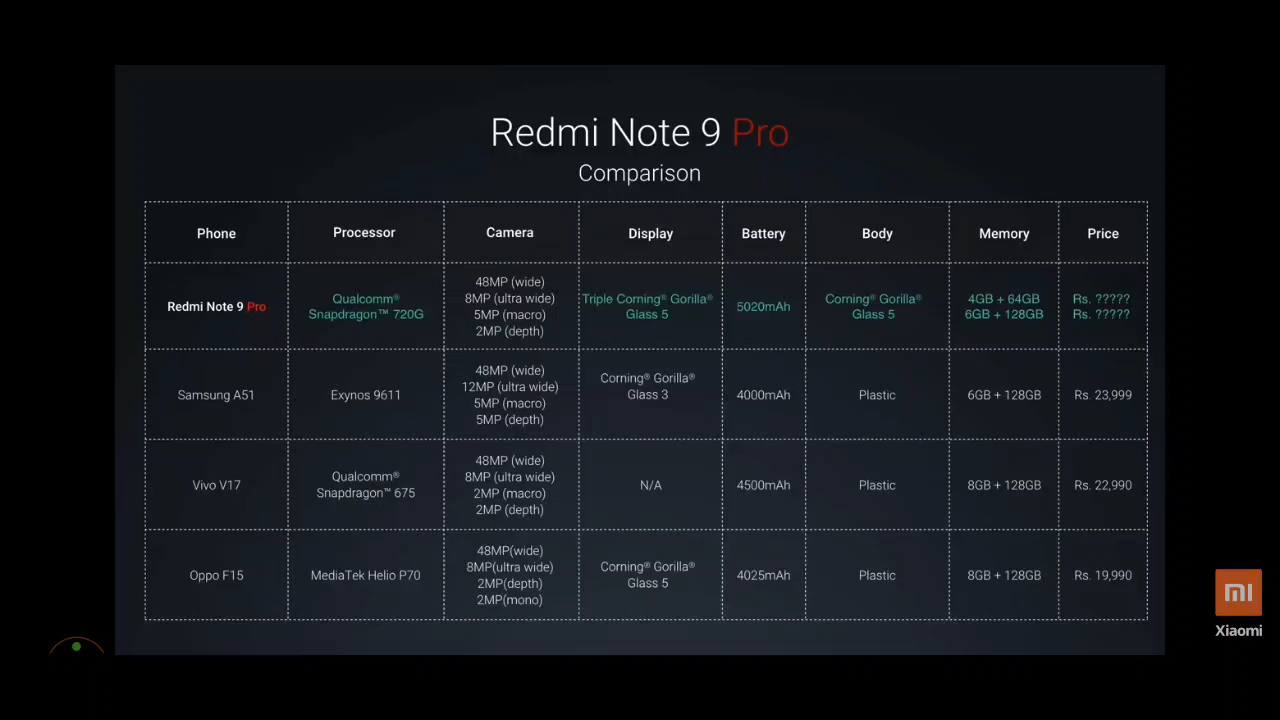 Redmi Note 9 Pro
Comparison
Phone Processor Camera Display Battery Body Memory Price
Redmi Note 9 Pro
Qualcomm®
Snapdragon™ 720G
48MP (wide)
8MP (ultra wide)
5MP (macro)
2MP (depth)
Triple Corning® Gorilla®
Glass 5
5020mAh
Corning® Gorilla®
Glass 5
4GB + 64GB
6GB + 128GB
Rs. ?????
Rs. ?????
Samsung A51
Exynos 9611
48MP (wide)
12MP (ultra wide)
5MP (macro)
5MP (depth)
Corning® Gorilla®
Glass 3
4000mAh
Plastic
6GB + 128GB
Rs. 23,999
Vivo V17
Qualcomm®
Snapdragon™ 675
48MP (wide)
8MP (ultra wide)
2MP (macro)
2MP (depth)
N/A
4500mAh
Plastic
8GB + 128GB
Rs. 22,990
Oppo F15
MediaTek Helio P70
48MP(wide)
8MP(ultra wide)
2MP(depth)
2MP(mono)
Corning® Gorilla®
Glass 5
4025mAh
Plastic
8GB + 128GB
Rs. 19,990
mi
Xiaomi